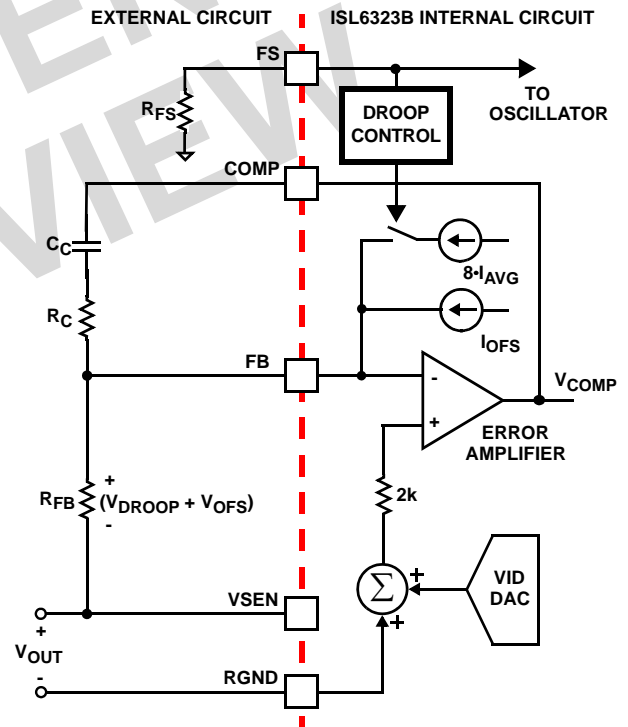 EXTERNAL CIRCUIT
ISL6323B INTERNAL CIRCUIT
FS
RFS
TO
OSCILLATOR
DROOP
CONTROL
COMP
CC
8•IAVG
RC
IOFS
FB
-
+
VCOMP
ERROR
AMPLIFIER
RFB
+
(VDROOP + VOFS)
-
2k
VSEN
Σ
+
+
VID
DAC
+
VOUT
-
RGND